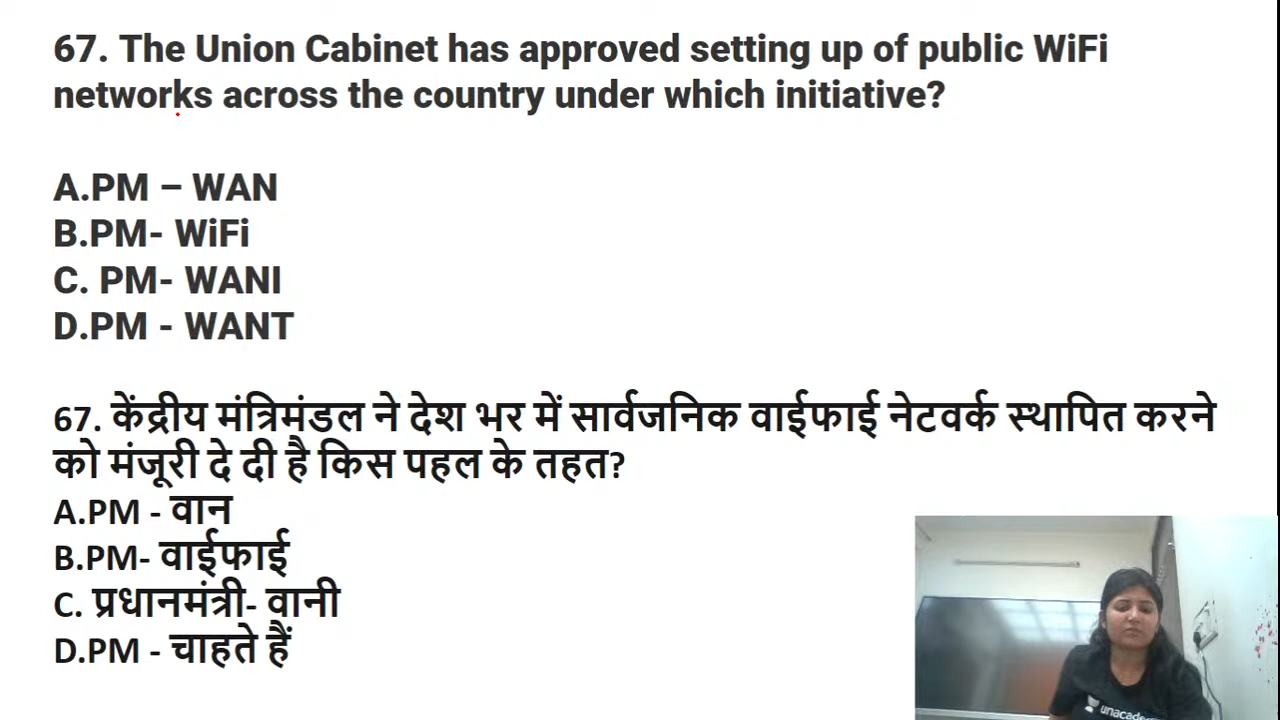 67. The Union Cabinet has approved setting up of public WiFi
networks across the country under which initiative?
A.PM – WAN
B.PM- WiFi
C. PM- WANI
D.PM - WANT
67. केंद्रीय मंत्रिमंडल ने देश भर में सार्वजनिक वाईफाई नेटवर्क स्थापित करने
को मंजूरी दे दी है किस पहल के तहत?
A.PM - वान
B.PM- वाईफाई
C. प्रधानमंत्री- वानी
D.PM - चाहते हैं